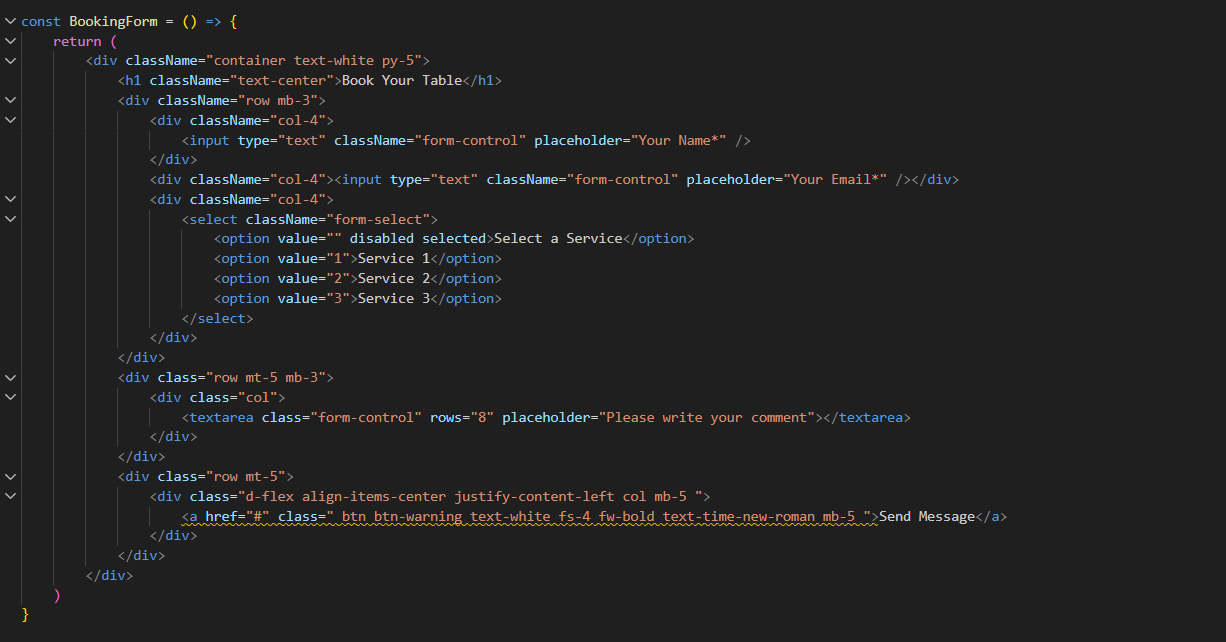 const BookingForm = () => {
    return (
        <div className="container text-white py-5">
            <h1 className="text-center">Book Your Table</h1>
            <div className="row mb-3">
                <div className="col-4">
                    <input type="text" className="form-control" placeholder="Your Name*" />
                </div>
                <div className="col-4"><input type="text" className="form-control" placeholder="Your Email*" /></div>
                <div className="col-4">
                    <select className="form-select">
                        <option value="" disabled selected>Select a Service</option>
                        <option value="1">Service 1</option>
                        <option value="2">Service 2</option>
                        <option value="3">Service 3</option>
                    </select>
                </div>
            </div>
            <div class="row mt-5 mb-3">
                <div class="col">
                    <textarea class="form-control" rows="8" placeholder="Please write your comment"></textarea>
                </div>
            </div>
            <div class="row mt-5">
                <div class="d-flex align-items-center justify-content-left col mb-5 ">
                    <a href="#" class=" btn btn-warning text-white fs-4 fw-bold text-time-new-roman mb-5 ">Send Message</a>
                </div>
            </div>
        </div>
    )
}